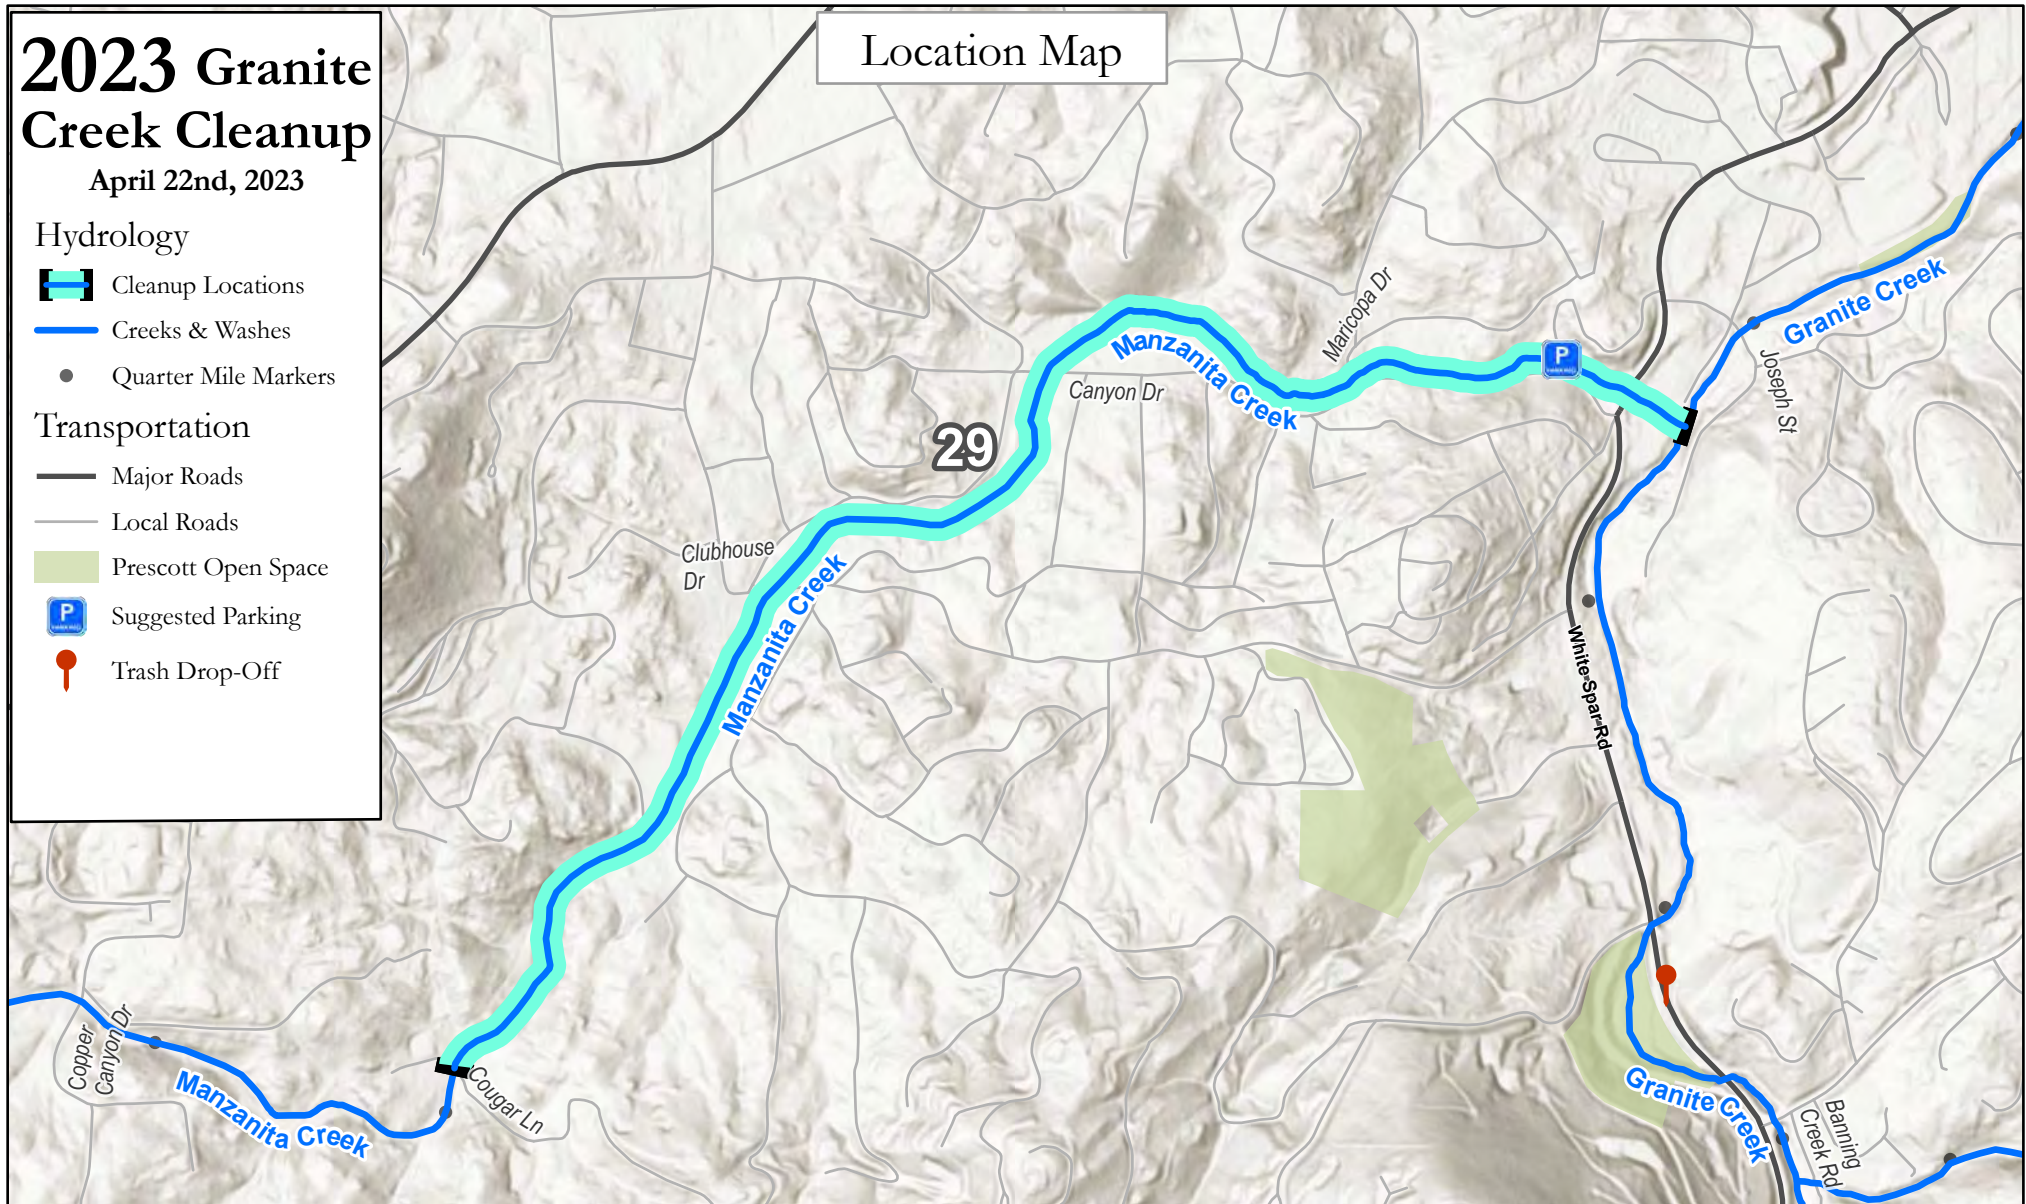 2023 Granite
Creek Cleanup
April 22nd, 2023
Hydrology
Cleanup Locations
Creeks & Washes
Quarter Mile Markers
Transportation
Major Roads
Local Roads
Prescott Open Space
P
Suggested Parking
Trash Drop-Off
Location Map
Granite Creek
Maricopa Dr
Manzanita Creek
P
Joseph St
Canyon Dr
29
Clubhouse
Dr
Manzanita Creek
White Spar Rd
Copper
Canyon Dr
Manzanita Creek
Cougar Ln
Granite Creek
Banning
Creek Rd